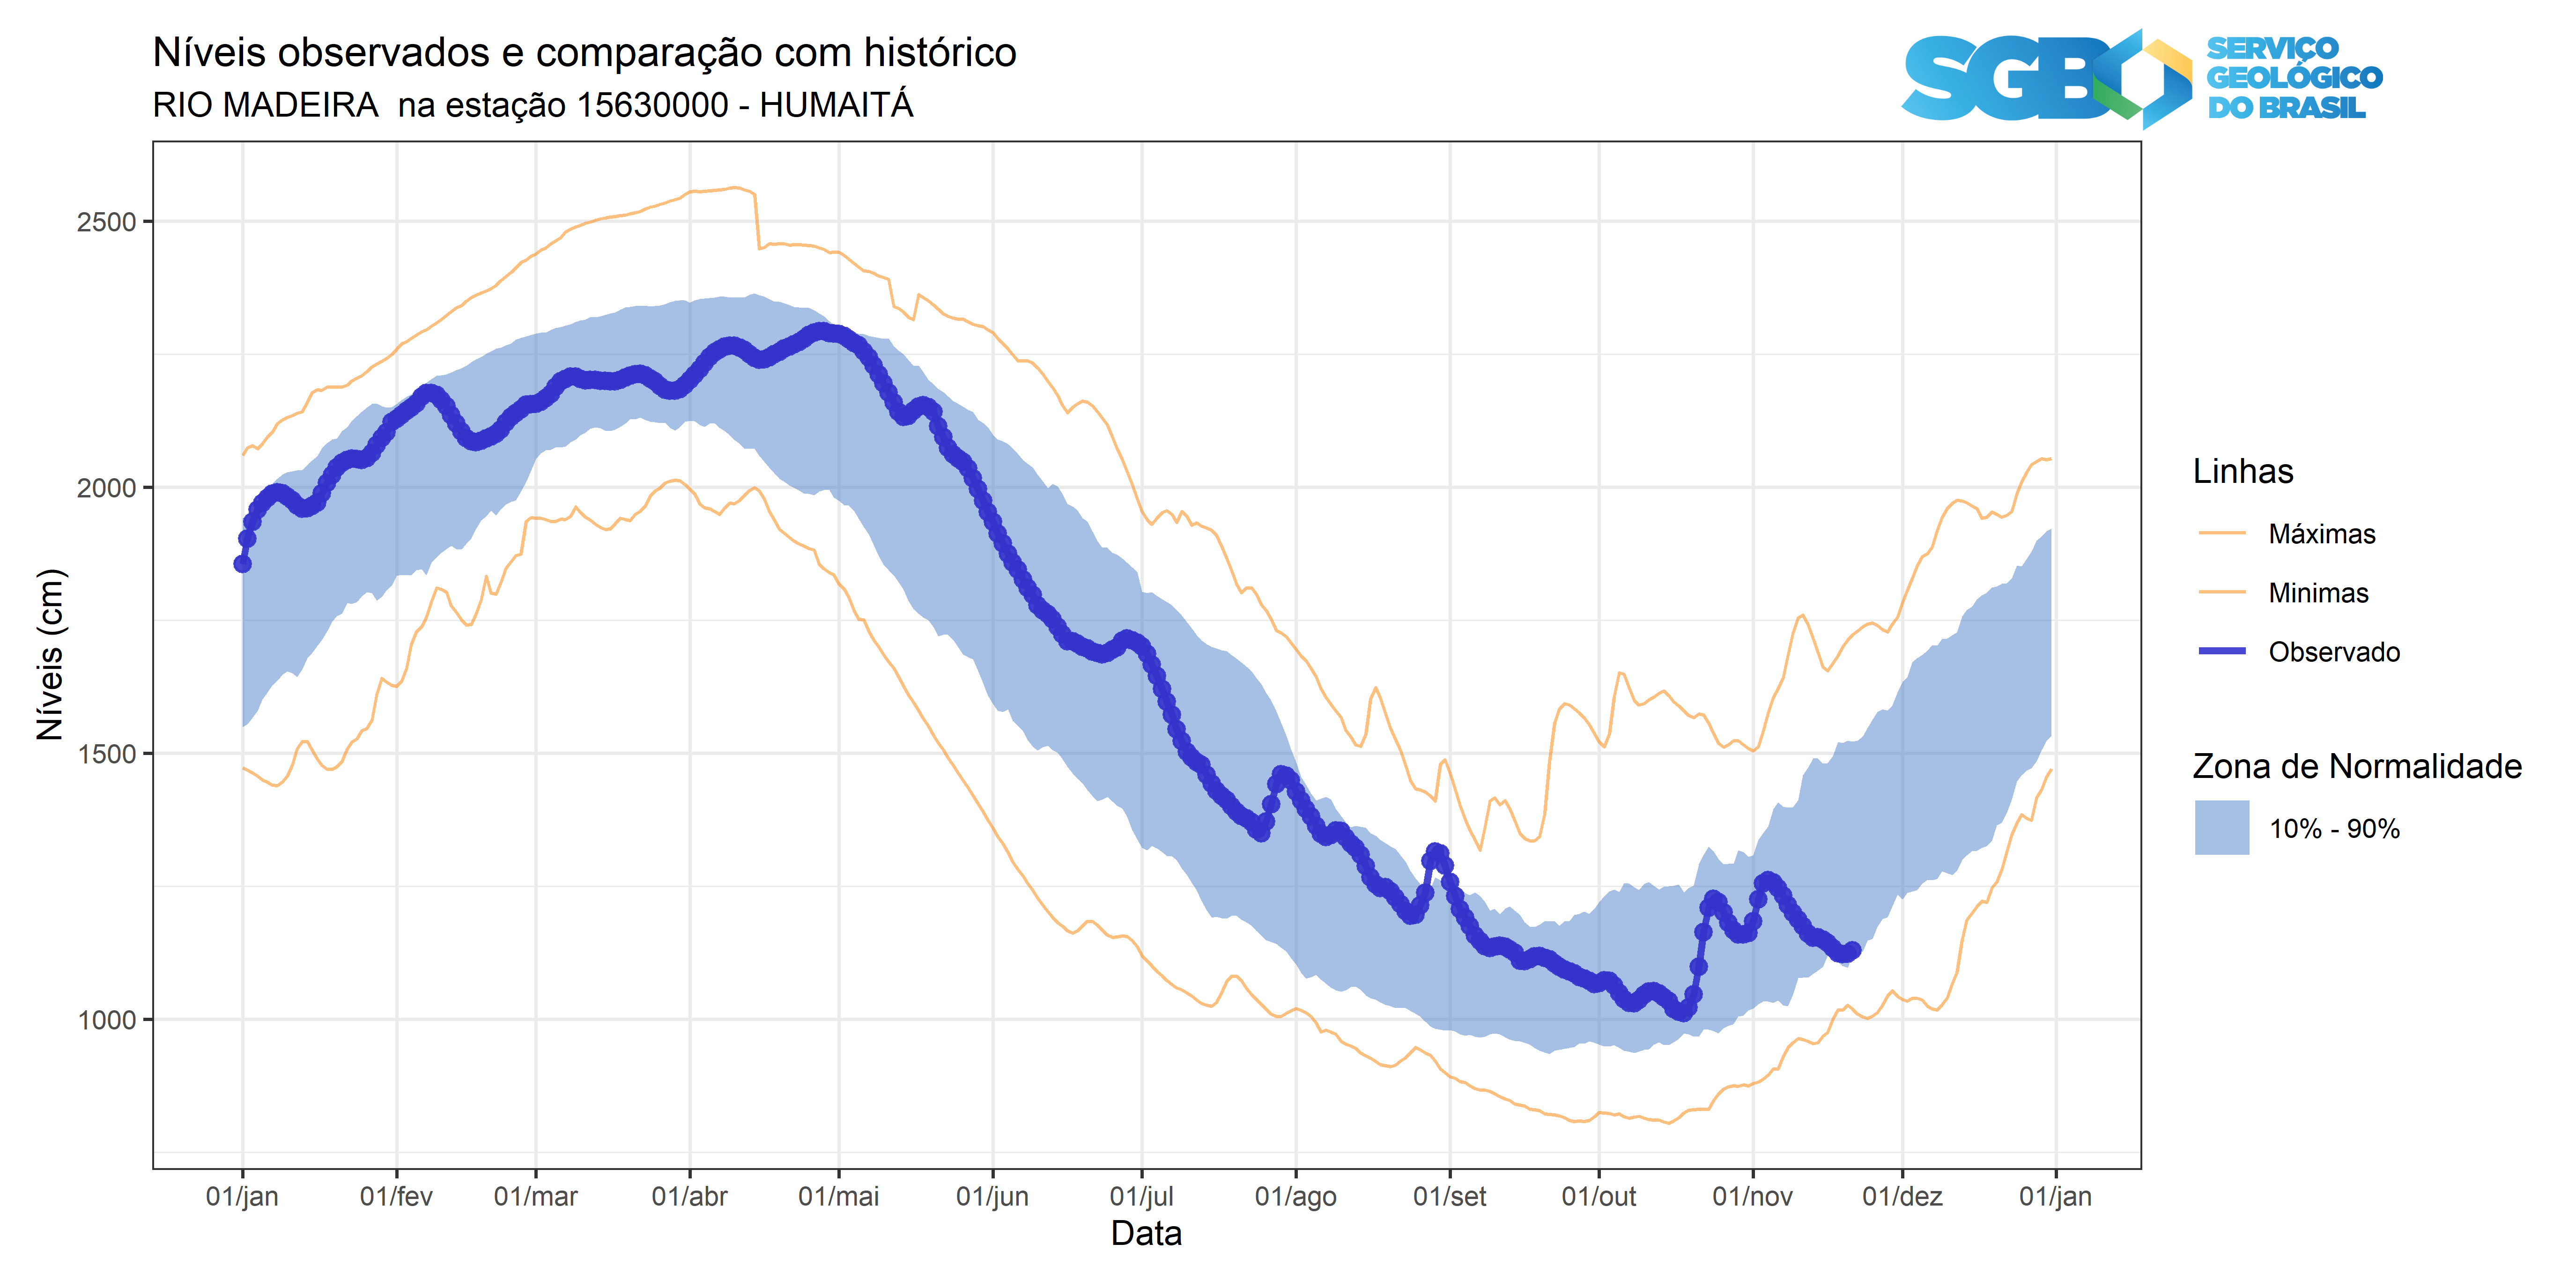 Níveis observados e comparação com histórico
RIO MADEIRA na estação 15630000 - HUMAITÁ
SGB
SERVIÇO
GEOLÓGICO
DO BRASIL
Níveis (cm)
2500
2000
1500
1000
01/jan
01/fev
01/mar
01/abr
01/mai
01/jun
01/jul
01/ago
01/set
01/out
01/nov
01/dez
01/jan
Data
Linhas
Máximas
Minimas
Observado
Zona de Normalidade
10% - 90%